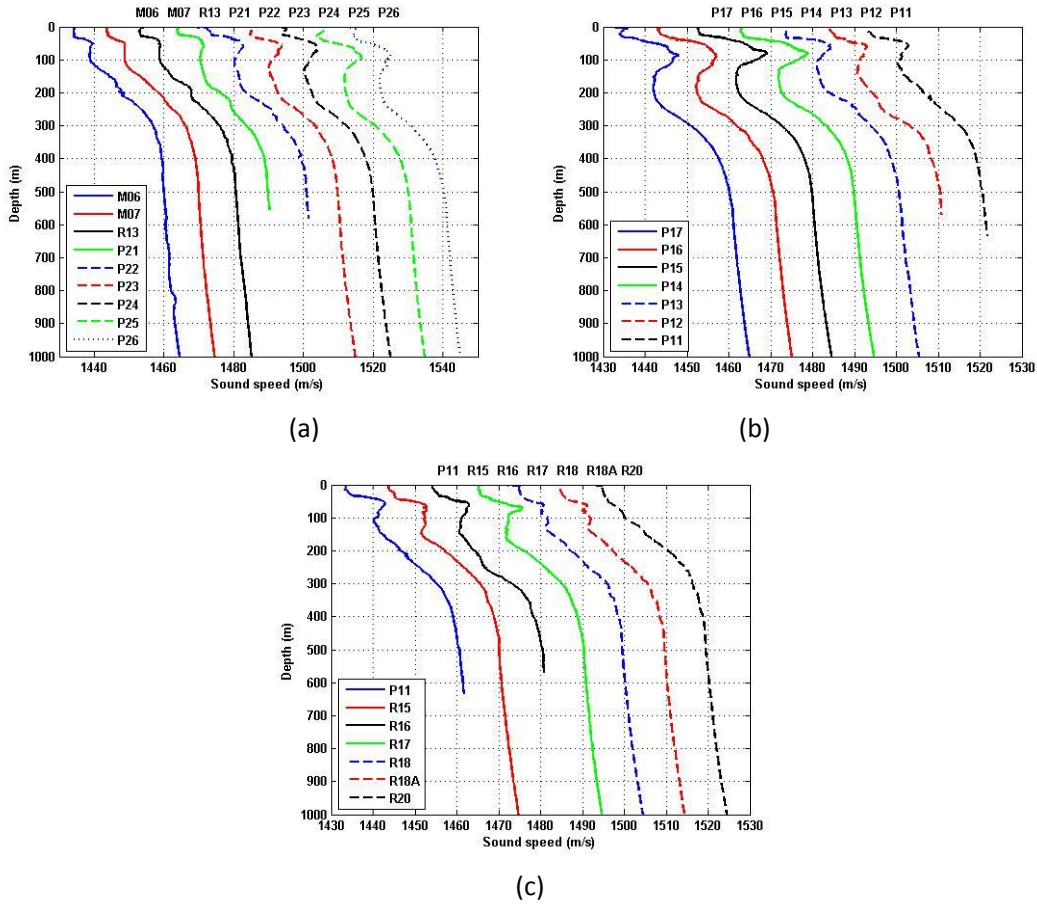 M06 M07 R13 P21 P22 P23 P24 P25 P26
0
100
200
300
400
500
600
700
800
900
1000
Depth (m)
M06
M07
R13
P21
P22
P23
P24
P25
P26
1440 1460 1480 1500 1520 1540
Sound speed (m/s)
(a)
P17 P16 P15 P14 P13 P12 P11
0
100
200
300
400
500
600
700
800
900
1000
Depth (m)
P17
P16
P15
P14
P13
P12
P11
1430 1440 1450 1460 1470 1480 1490 1500 1510 1520 1530
Sound speed (m/s)
(b)
P11 R15 R16 R17 R18 R18A R20
0
100
200
300
400
500
600
700
800
900
1000
Depth (m)
P11
R15
R16
R17
R18
R18A
R20
1430 1440 1450 1460 1470 1480 1490 1500 1510 1520 1530
Sound speed (m/s)
(c)